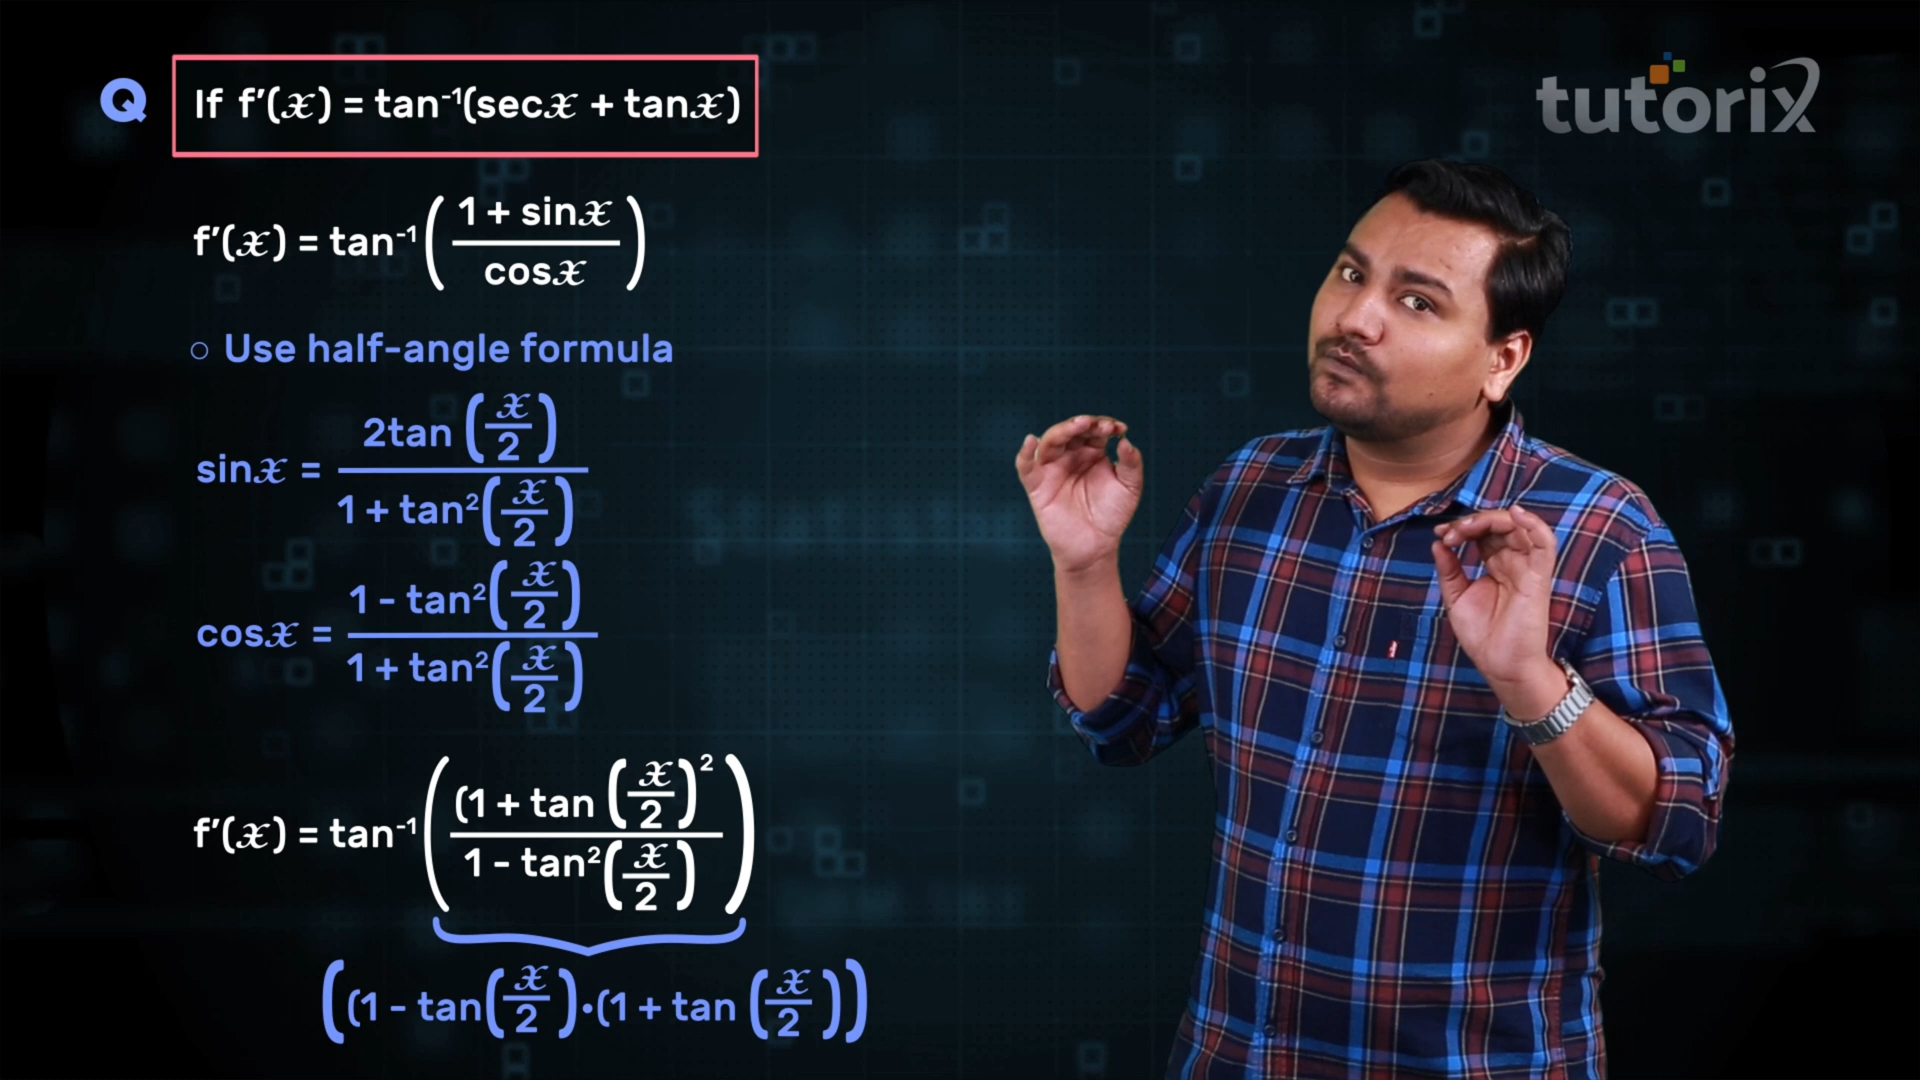 tutorix
Q If f′(x) = tan⁻¹(secx + tanx)
f′(x) = tan⁻¹((1 + sinx)/(cosx))
○ Use half-angle formula
sinx = (2tan(x/2))/(1 + tan²(x/2))
cosx = (1 - tan²(x/2))/(1 + tan²(x/2))
f′(x) = tan⁻¹(((1 + tan(x/2)²)/(1 - tan²(x/2)))
((1 - tan(x/2)·(1 + tan(x/2)))